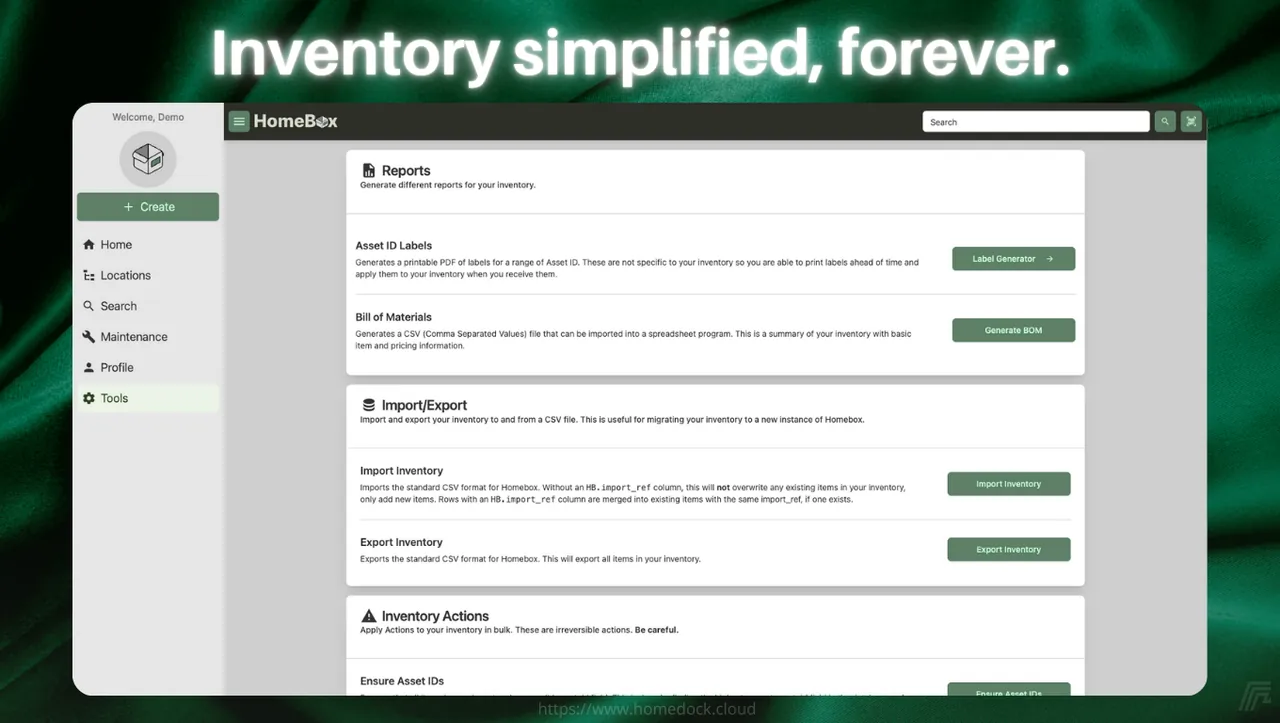 Inventory simplified, forever.
Welcome, Demo
HomeBox
Search
+ Create
Home
Locations
Search
Maintenance
Profile
Tools
Reports
Generate different reports for your inventory.
Asset ID Labels
Generates a printable PDF of labels for a range of Asset ID. These are not specific to your inventory so you are able to print labels ahead of time and
apply them to your inventory when you receive them.
Label Generator →
Bill of Materials
Generates a CSV (Comma Separated Values) file that can be imported into a spreadsheet program. This is a summary of your inventory with basic
item and pricing information.
Generate BOM
Import/Export
Import and export your inventory to and from a CSV file. This is useful for migrating your inventory to a new instance of Homebox.
Import Inventory
Imports the standard CSV format for Homebox. Without an HB.import_ref column, this will not overwrite any existing items in your inventory,
only add new items. Rows with an HB.import_ref column are merged into existing items with the same import_ref, if one exists.
Import Inventory
Export Inventory
Exports the standard CSV format for Homebox. This will export all items in your inventory.
Export Inventory
Inventory Actions
Apply Actions to your inventory in bulk. These are irreversible actions. Be careful.
Ensure Asset IDs
Ensure Asset IDs
https://www.homedock.cloud